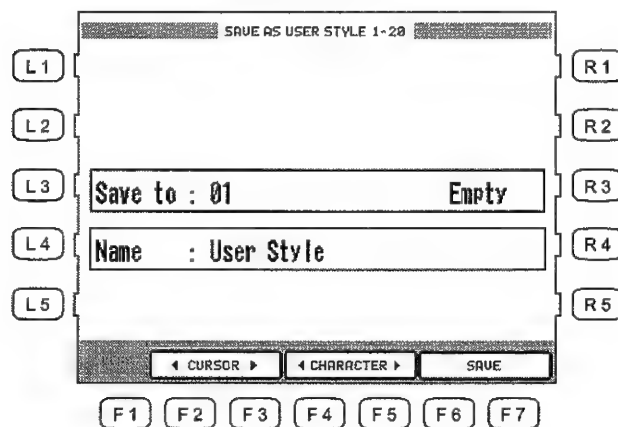 SAVE AS USER STYLE 1-20
L1 R1
L2 R2
L3 Save to : 01 Empty R3
L4 Name : User Style R4
L5 R5
◄ CURSOR ► ◄ CHARACTER ► SAVE
F1 F2 F3 F4 F5 F6 F7